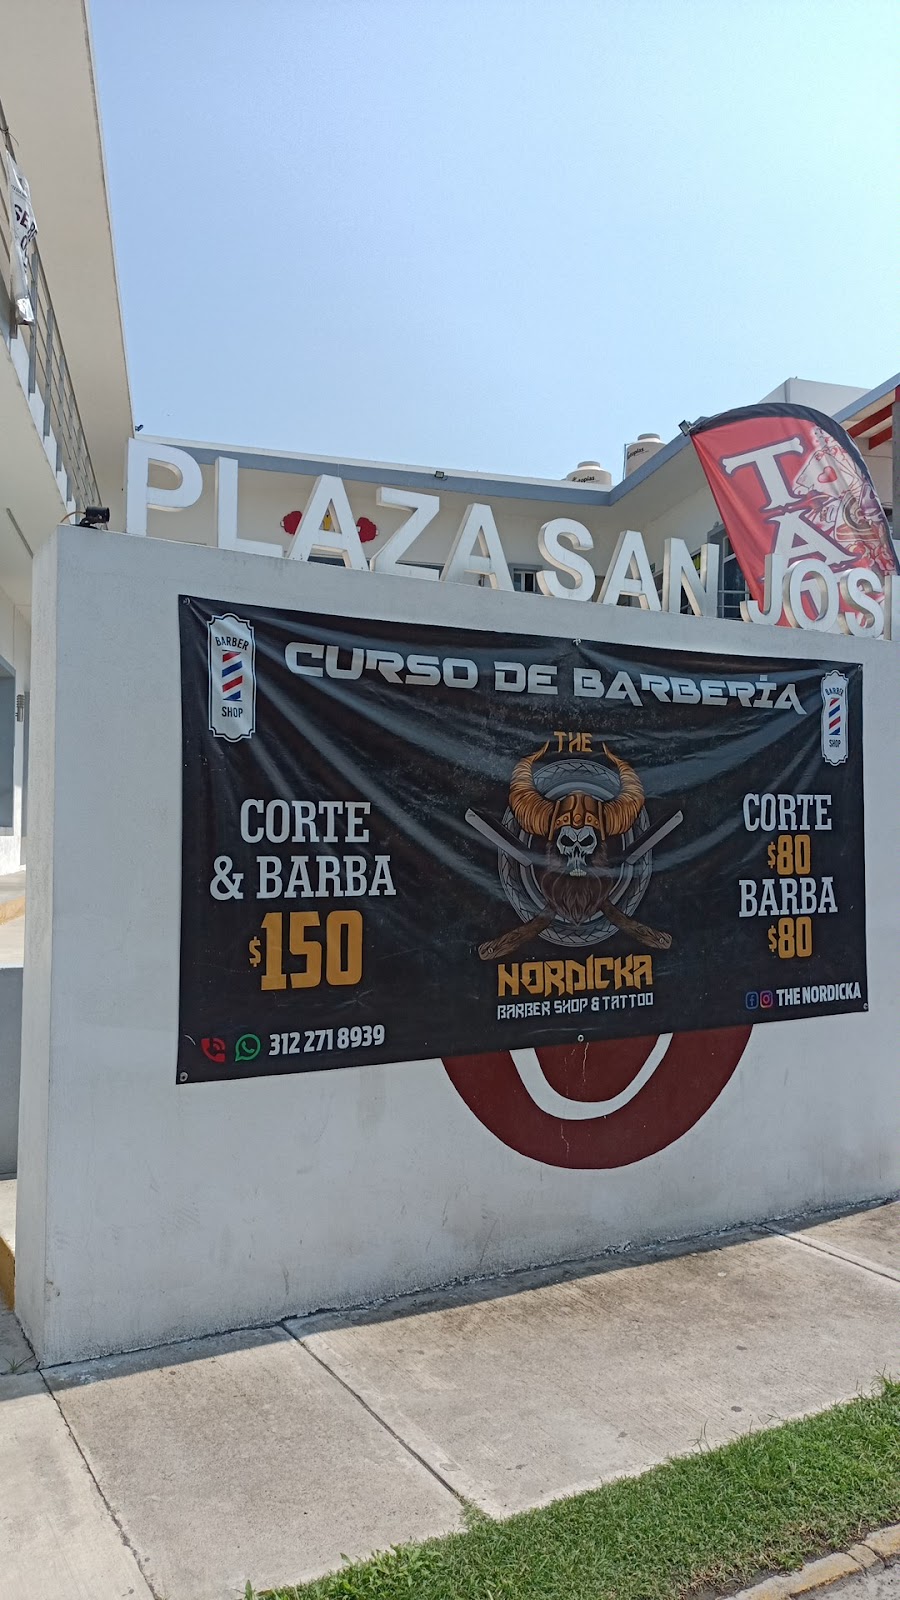 PLAZA SAN JOS
TA
BARBER
SHOP
CURSO DE BARBERÍA
BARBER
SHOP
THE
NORDICKA
BARBER SHOP & TATTOO
CORTE
& BARBA
$150
CORTE
$80
BARBA
$80
312 271 8939
THE NORDICKA